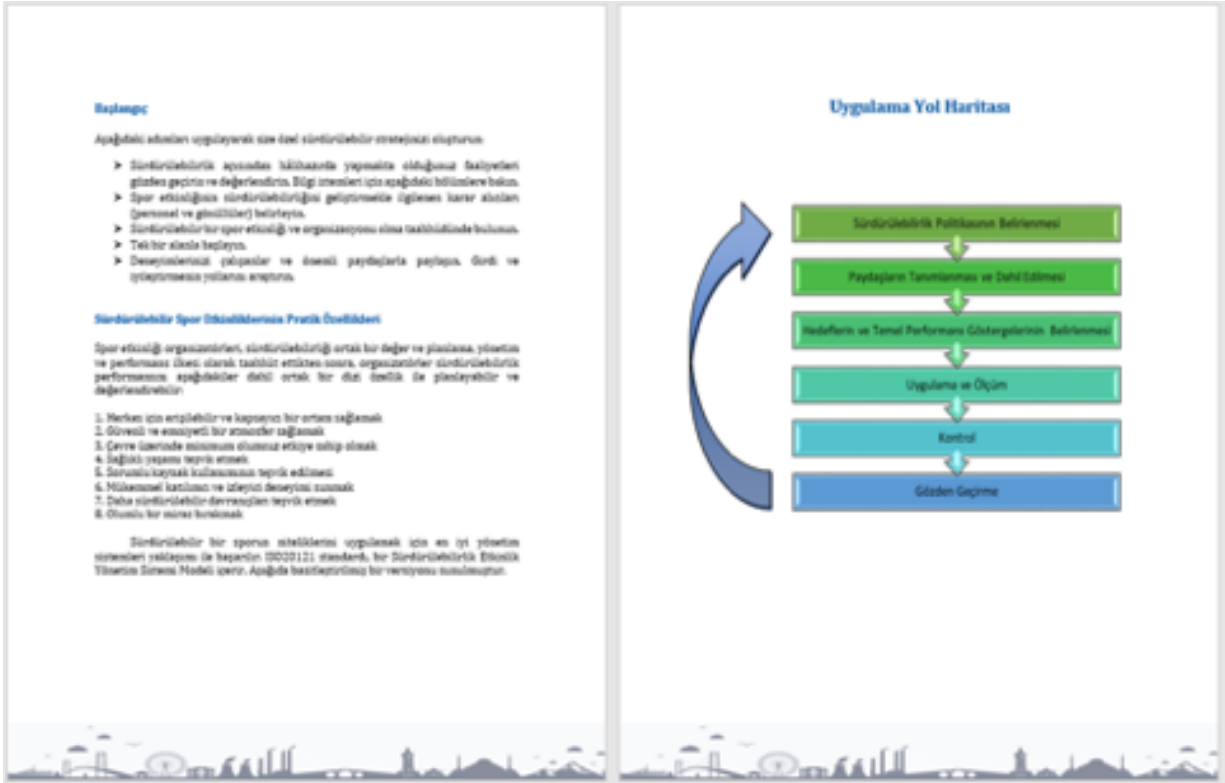 Başlangıç
Aşağıdaki adımları uygulayarak size özel sürdürülebilir stratejinizi oluşturun:
➤ Sürdürülebilirlik açısından hâlihazırda yapmakta olduğunuz faaliyetleri
gözden geçirin ve değerlendirin. Bilgi istemleri için aşağıdaki bölümlere bakın.
➤ Spor etkinliğinin sürdürülebilirliğini geliştirmekle ilgilenen karar alıcıları
(personel ve gönüllüler) belirleyin.
➤ Sürdürülebilir bir spor etkinliği ve organizasyonu olma taahhüdünde bulunun.
➤ Tek bir alanla başlayın.
➤ Deneyimlerinizi çalışanlar ve önemli paydaşlarla paylaşın. Girdi ve
iyileştirmenin yollarını araştırın.
Sürdürülebilir Spor Etkinliklerinin Pratik Özellikleri
Spor etkinliği organizatörleri, sürdürülebilirliği ortak bir değer ve planlama, yönetim
ve performans ilkesi olarak taahhüt ettikten sonra, organizatörler sürdürülebilirlik
performansını aşağıdakiler dahil ortak bir dizi özellik ile planlayabilir ve
değerlendirebilir:
1. Herkes için erişilebilir ve kapsayıcı bir ortam sağlamak
2. Güvenli ve emniyetli bir atmosfer sağlamak
3. Çevre üzerinde minimum olumsuz etkiye sahip olmak
4. Sağlıklı yaşamı teşvik etmek
5. Sorumlu kaynak kullanımının teşvik edilmesi
6. Mükemmel katılımcı ve izleyici deneyimi sunmak
7. Daha sürdürülebilir davranışları teşvik etmek
8. Olumlu bir miras bırakmak
Sürdürülebilir bir sporun niteliklerini uygulamak için en iyi yönetim
sistemleri yaklaşımı ile başarılır. ISO20121 standardı, bir Sürdürülebilirlik Etkinlik
Yönetim Sistemi Modeli içerir. Aşağıda basitleştirilmiş bir versiyonu sunulmuştur.
Uygulama Yol Haritası
Sürdürülebilirlik Politikasının Belirlenmesi
Paydaşların Tanımlanması ve Dahil Edilmesi
Hedeflerin ve Temel Performans Göstergelerinin Belirlenmesi
Uygulama ve Ölçüm
Kontrol
Gözden Geçirme